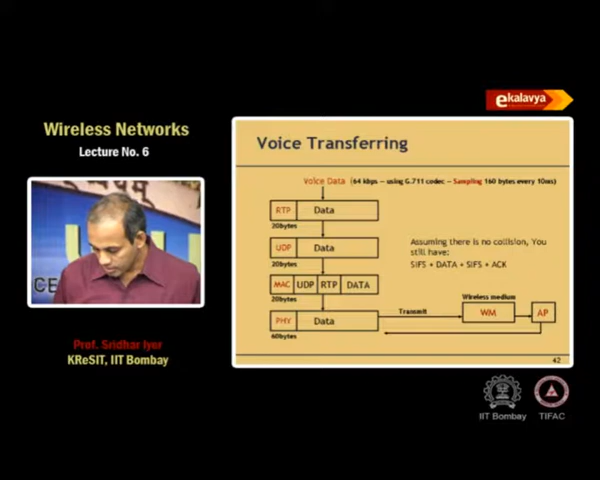 ekalavya
Wireless Networks
Lecture No. 6
Prof. Sridhar Iyer
KReSIT, IIT Bombay
Voice Transferring
Voice Data (64 kbps – using G.711 codec – Sampling 160 bytes every 10ms)
RTP Data
20bytes
UDP Data
20bytes
MAC UDP RTP DATA
20bytes
PHY Data
60bytes
Assuming there is no collision, You
still have:
SIFS + DATA + SIFS + ACK
Transmit
Wireless medium
WM
AP
42
IIT Bombay
TIFAC